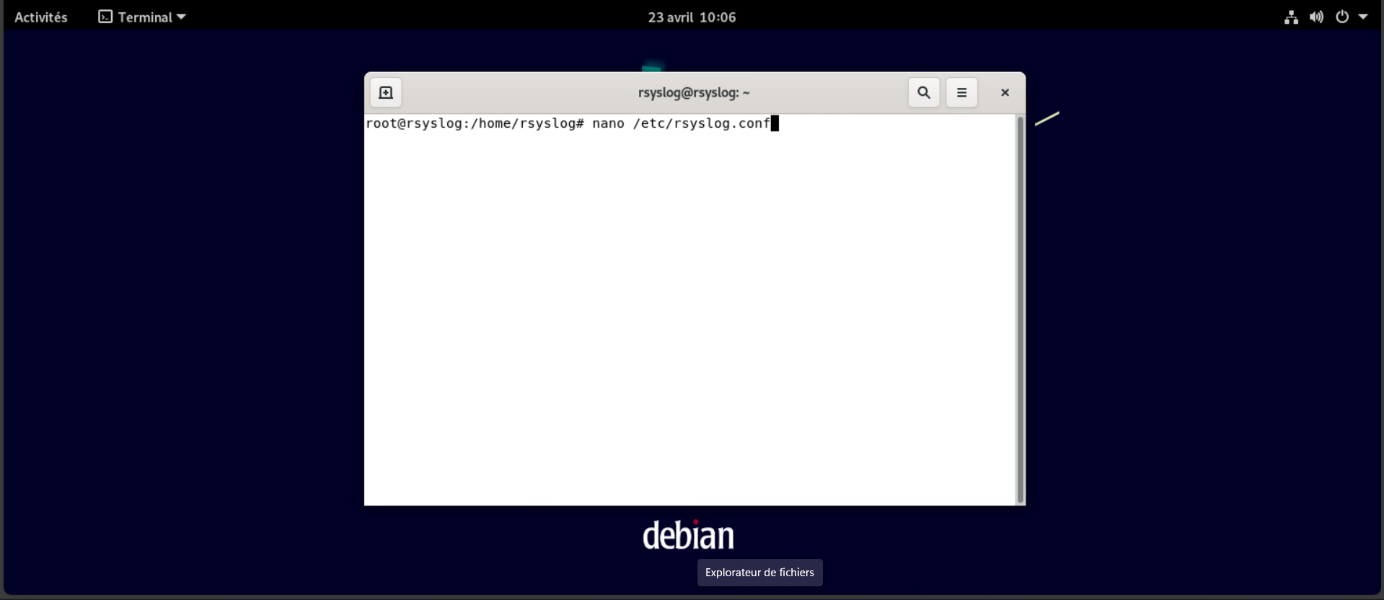 Activités Terminal 23 avril 10:06
rsyslog@rsyslog: ~
root@rsyslog:/home/rsyslog# nano /etc/rsyslog.conf
debian
Explorateur de fichiers